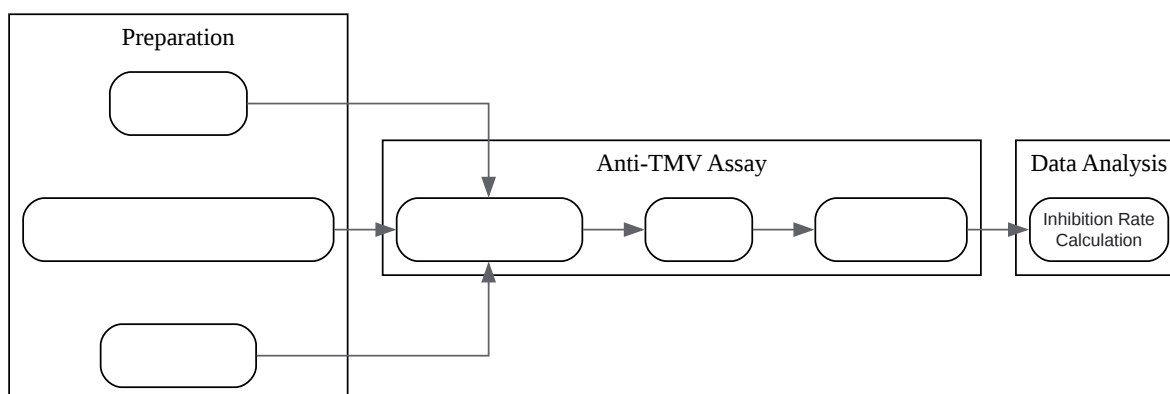 Preparation
Anti-TMV Assay
Data Analysis
Inhibition Rate
Calculation